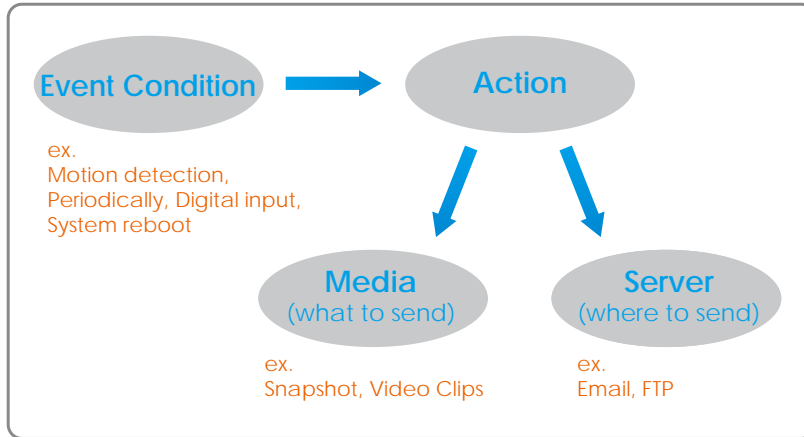 Event Condition
Action
ex.
Motion detection,
Periodically, Digital input,
System reboot
Media
(what to send)
Server
(where to send)
ex.
Snapshot, Video Clips
ex.
Email, FTP